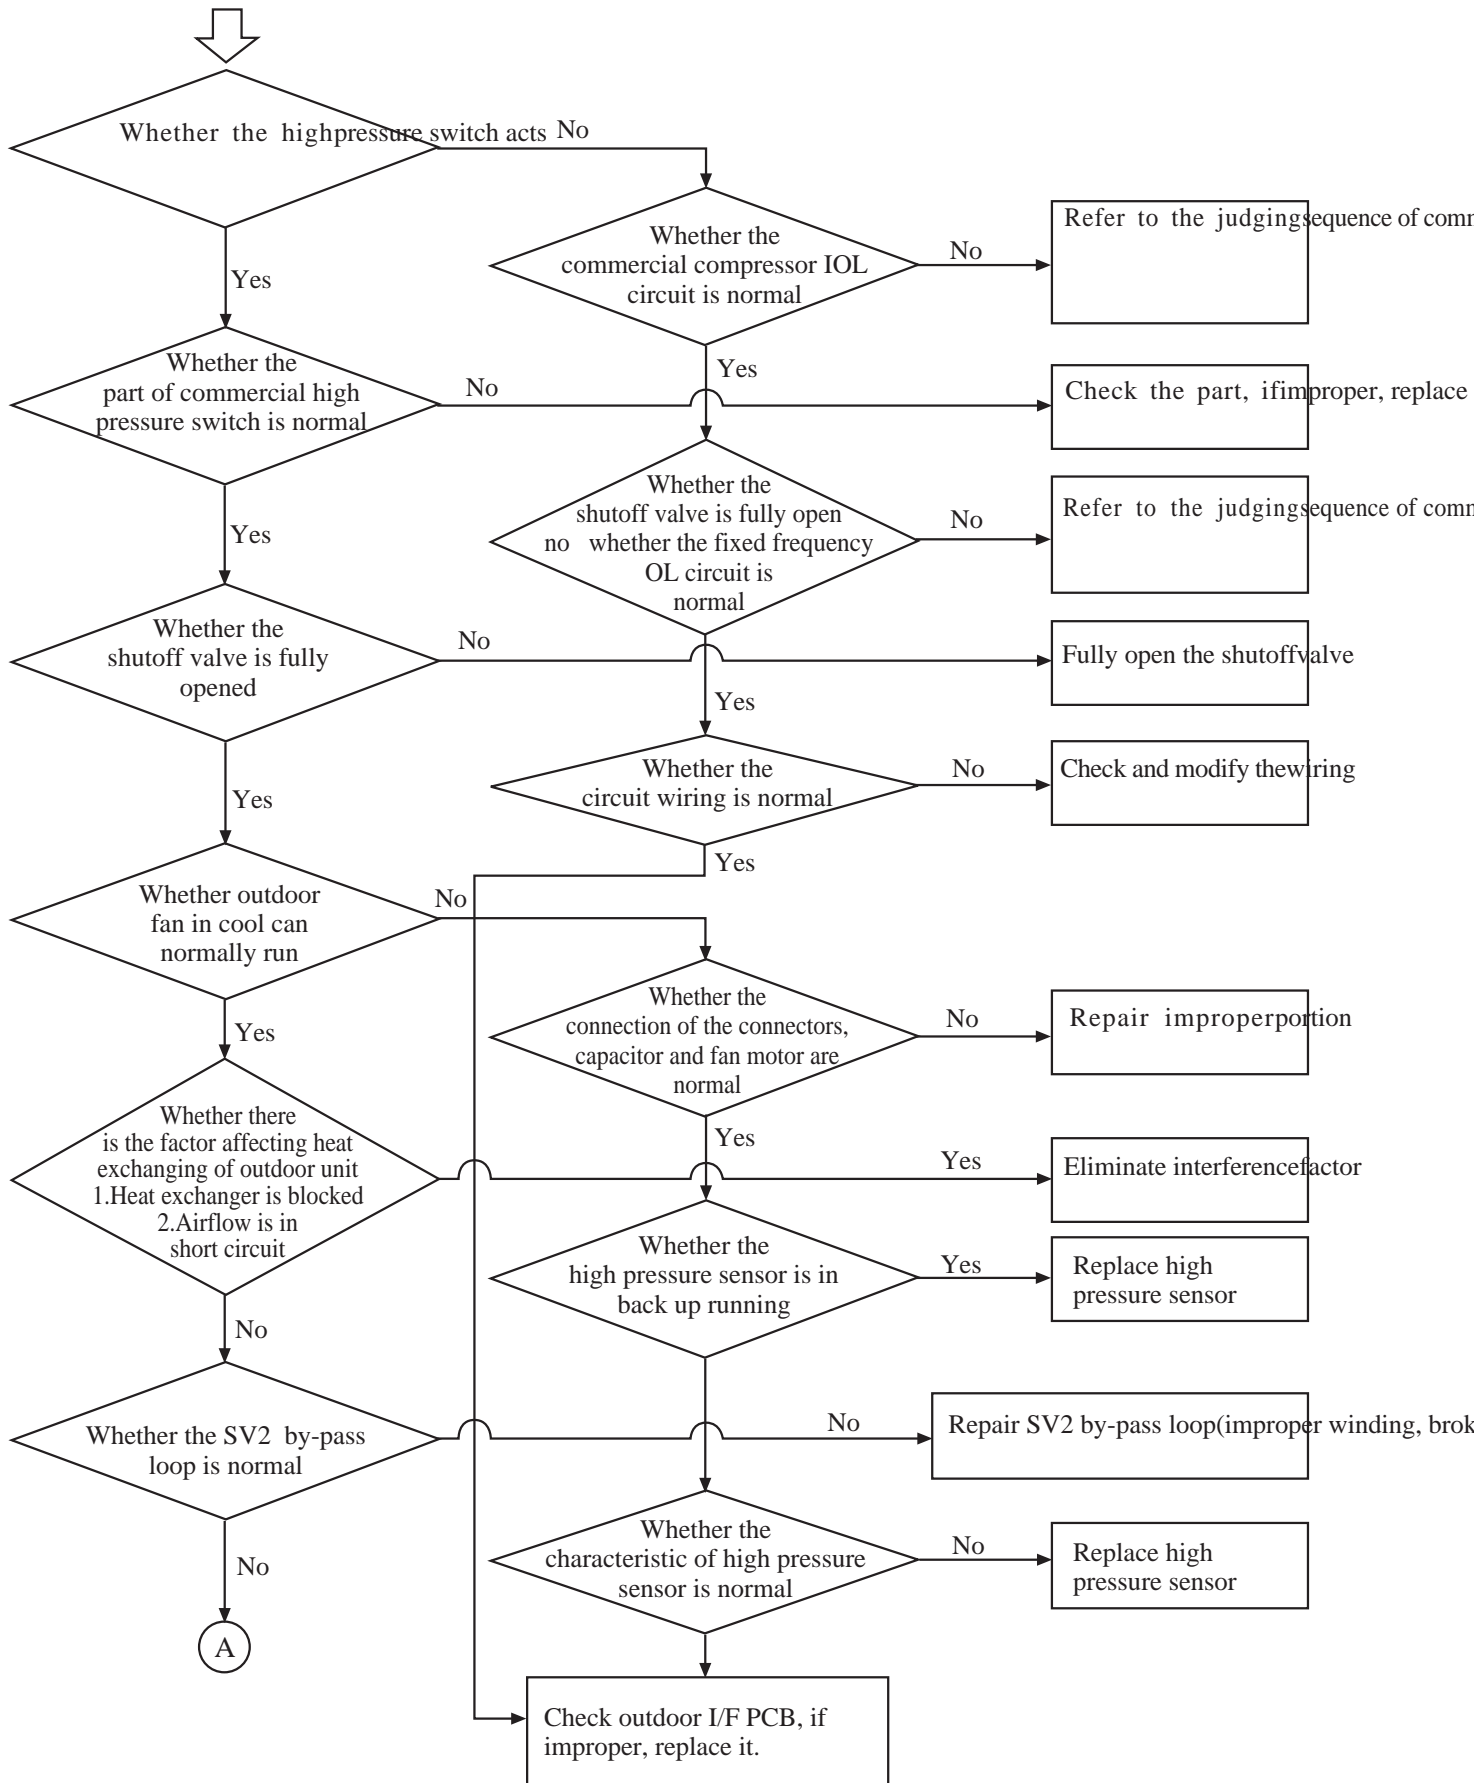 Whether the highpressure switch acts
No
Yes
Whether the
commercial compressor IOL
circuit is normal
No
Refer to the judgingsequence of com
Yes
Whether the
part of commercial high
pressure switch is normal
No
Check the part, ifimproper, replace
Yes
Whether the
shutoff valve is fully open
no whether the fixed frequency
OL circuit is
normal
No
Refer to the judgingsequence of com
Yes
Whether the
shutoff valve is fully
opened
No
Fully open the shutoffvalve
Yes
Whether the
circuit wiring is normal
No
Check and modify thewiring
Yes
Whether outdoor
fan in cool can
normally run
No
Yes
Whether the
connection of the connectors,
capacitor and fan motor are
normal
No
Repair improperportion
Yes
Whether there
is the factor affecting heat
exchanging of outdoor unit
1.Heat exchanger is blocked
2.Airflow is in
short circuit
Yes
Eliminate interferencefactor
No
Whether the
high pressure sensor is in
back up running
Yes
Replace high
pressure sensor
Whether the SV2 by-pass
loop is normal
No
Repair SV2 by-pass loop(improper winding, brok
No
Whether the
characteristic of high pressure
sensor is normal
No
Replace high
pressure sensor
A
Check outdoor I/F PCB, if
improper, replace it.